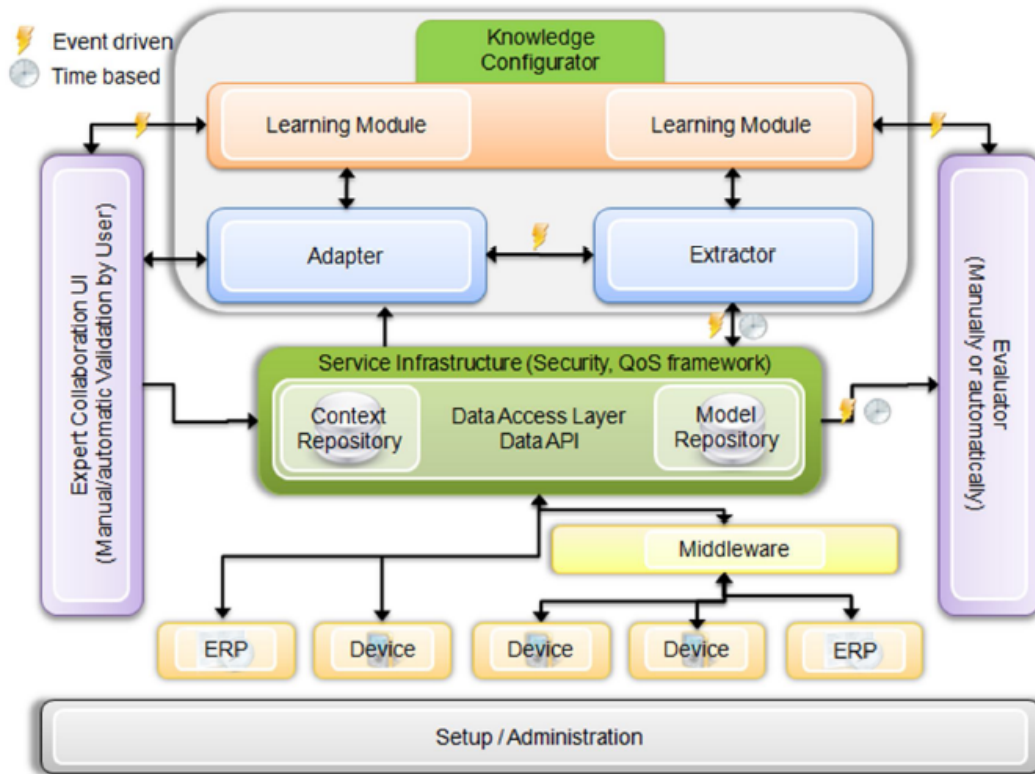 Event driven
Time based
Knowledge
Configurator
Learning Module
Learning Module
Adapter
Extractor
Expert Collaboration UI
(Manual/automatic Validation by User)
Evaluator
(Manually or automatically)
Service Infrastructure (Security, QoS framework)
Context
Repository
Data Access Layer
Data API
Model
Repository
Middleware
ERP
Device
Device
Device
ERP
Setup / Administration